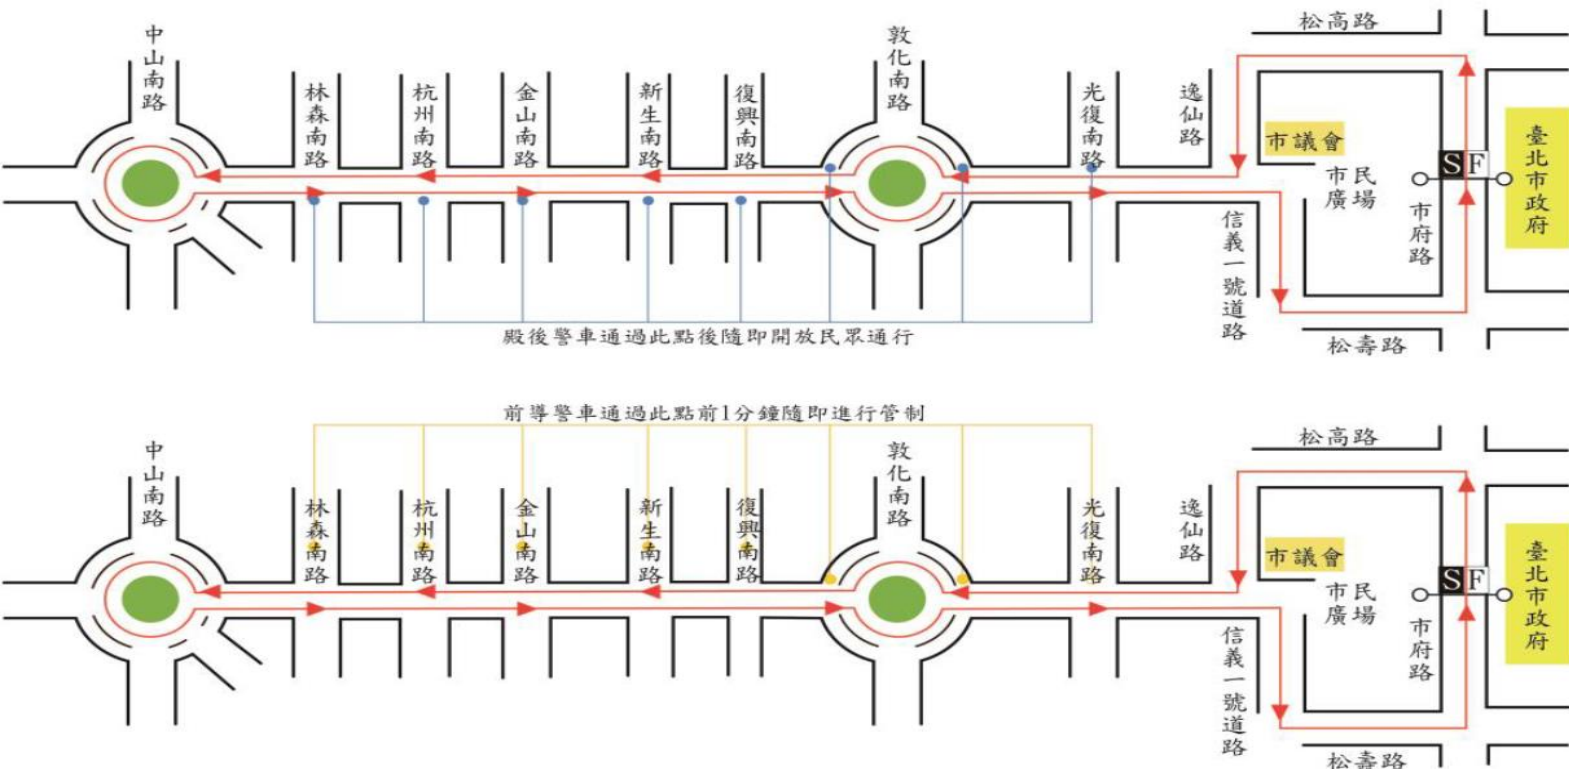 松高路
中山南路
敦化南路
林森南路
杭州南路
金山南路
新生南路
復興南路
光復南路
逸仙路
市議會
臺北市政府
SF
市民
廣場
市府路
信義一號道路
殿後警車通過此點後隨即開放民眾通行
松壽路
前導警車通過此點前1分鐘隨即進行管制
松高路
中山南路
敦化南路
林森南路
杭州南路
金山南路
新生南路
復興南路
光復南路
逸仙路
市議會
臺北市政府
SF
市民
廣場
市府路
信義一號道路
松壽路